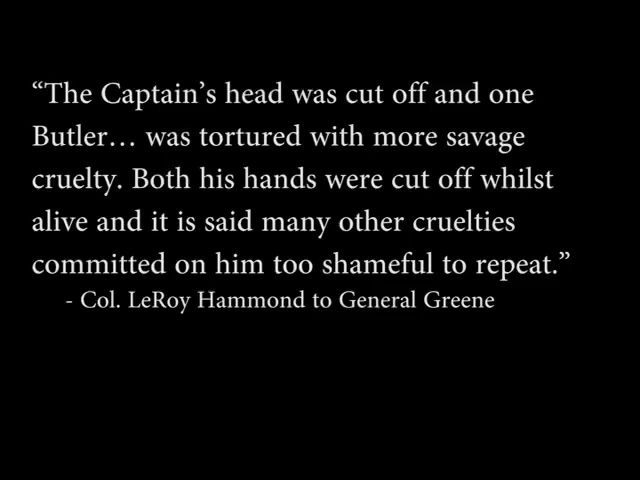 “The Captain’s head was cut off and one
Butler… was tortured with more savage
cruelty. Both his hands were cut off whilst
alive and it is said many other cruelties
committed on him too shameful to repeat.”
- Col. LeRoy Hammond to General Greene